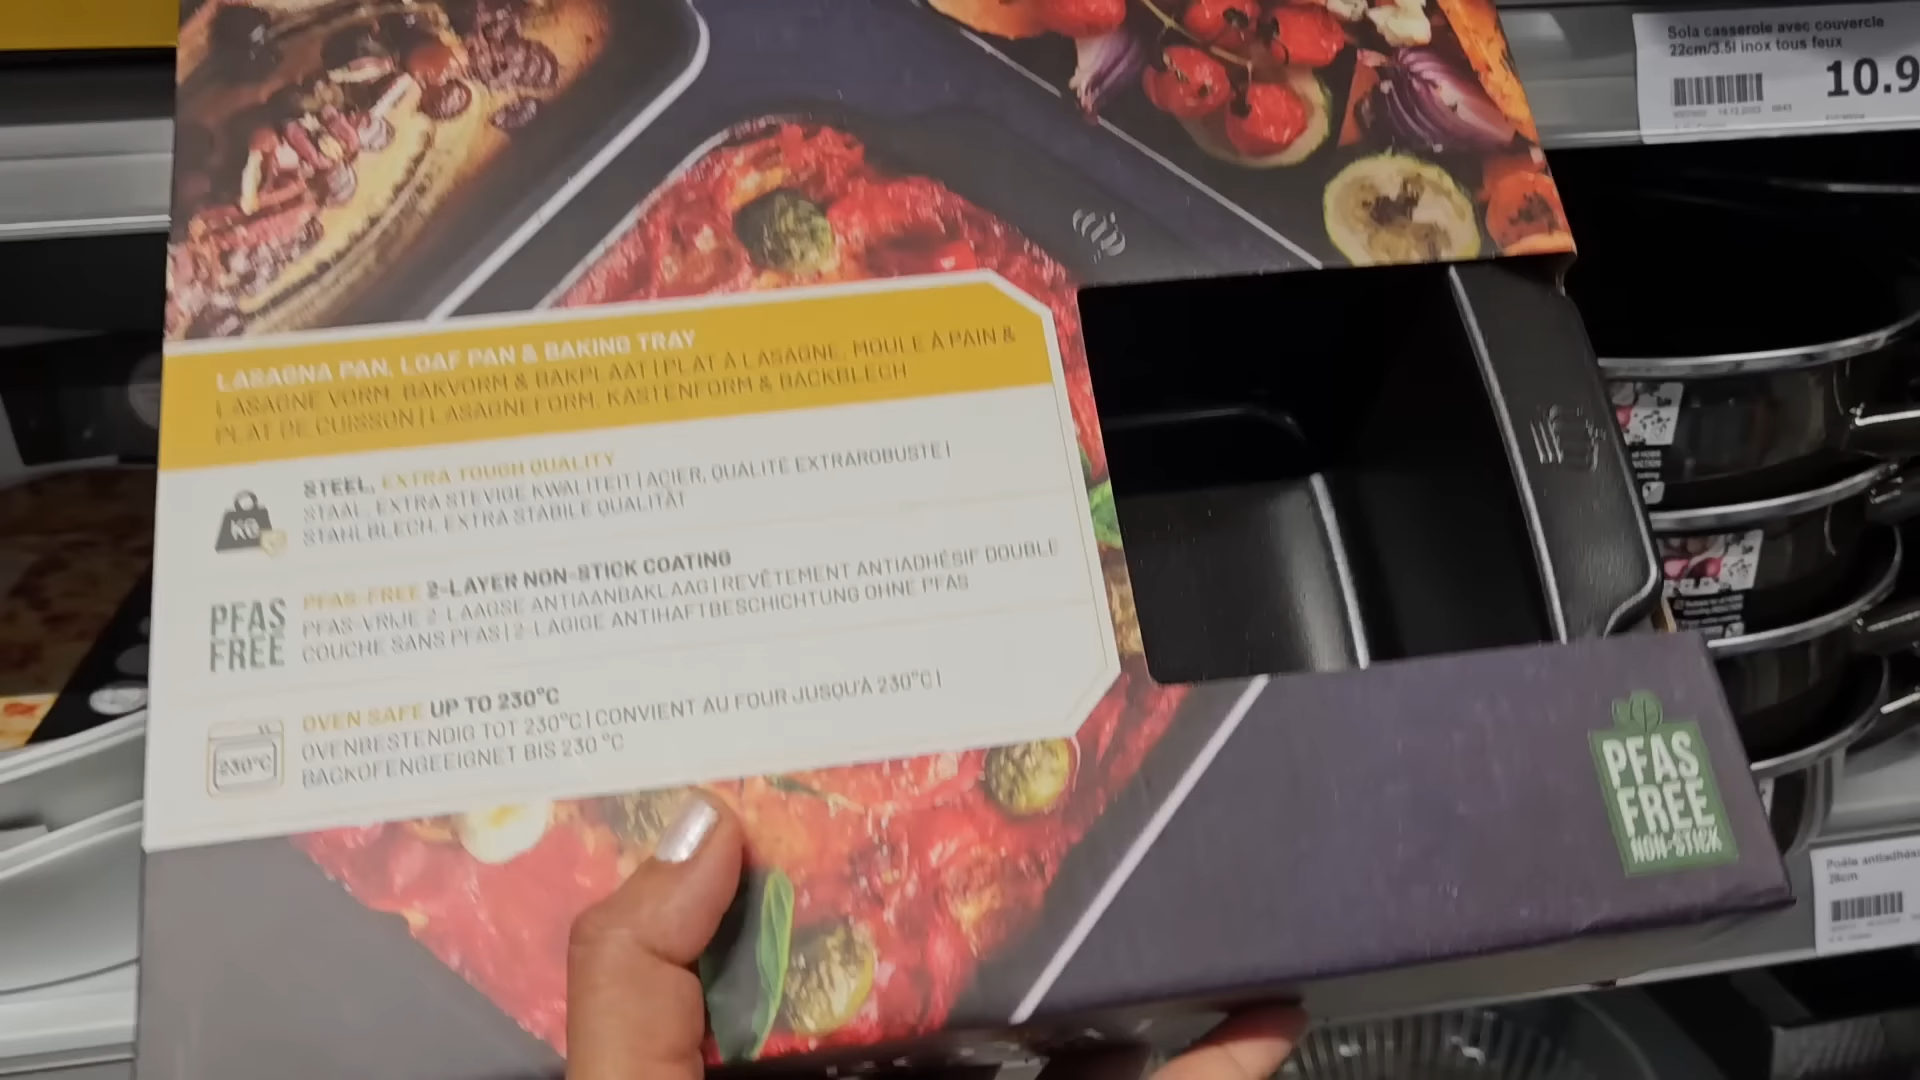 Sola casserole avec couvercle
22cm/3.5l inox tous feux
10.9
LASAGNA PAN, LOAF PAN & BAKING TRAY
LASAGNE VORM, BAKVORM & BAKPLAAT | PLAT À LASAGNE, MOULE À PAIN &
PLAT DE CUISSON | LASAGNEFORM, KASTENFORM & BACKBLECH
KG
STEEL, EXTRA TOUGH QUALITY
STAAL, EXTRA STEVIGE KWALITEIT | ACIER, QUALITÉ EXTRAROBUSTE |
STAHLBLECH, EXTRA STABILE QUALITÄT
PFAS
FREE
PFAS-FREE 2-LAYER NON-STICK COATING
PFAS-VRIJE 2-LAAGSE ANTIAANBAKLAAG | REVÊTEMENT ANTIADHÉSIF DOUBLE
COUCHE SANS PFAS | 2-LAGIGE ANTIHAFTBESCHICHTUNG OHNE PFAS
230°C
OVEN SAFE UP TO 230°C
OVENBESTENDIG TOT 230°C | CONVIENT AU FOUR JUSQU'À 230°C |
BACKOFENGEEIGNET BIS 230 °C
PFAS
FREE
NON-STICK
Poêle
28cm